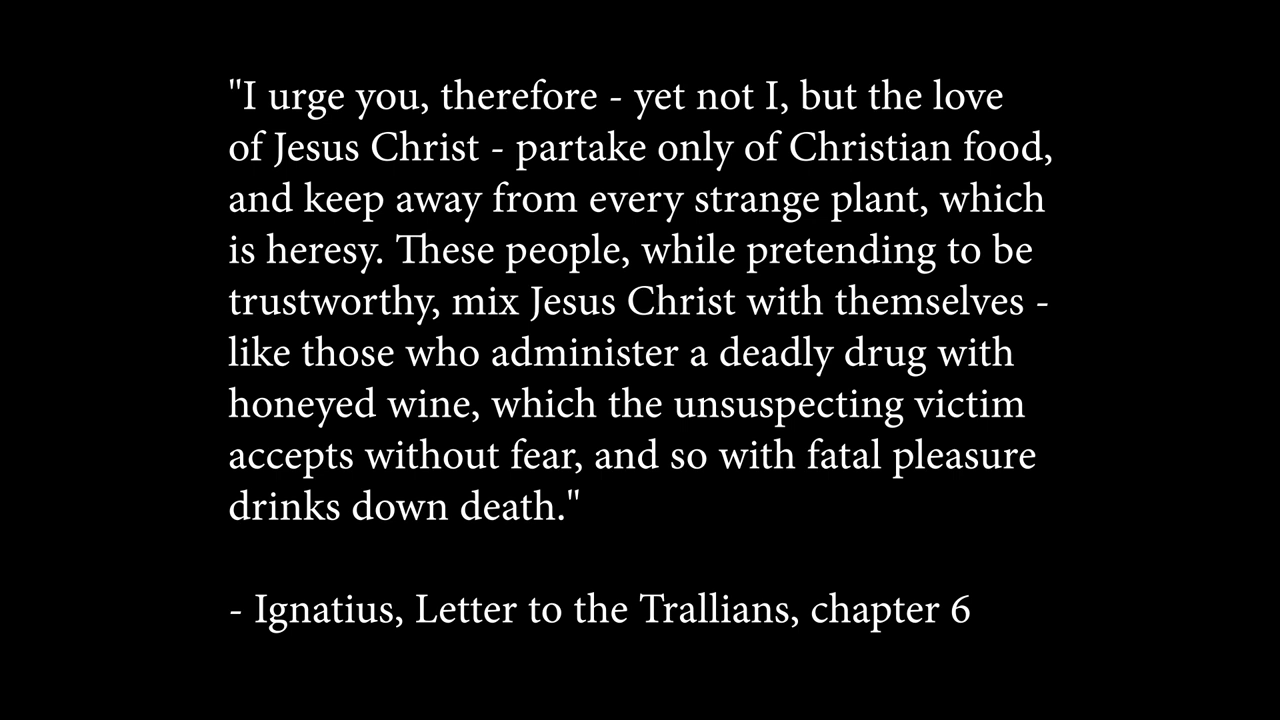 "I urge you, therefore - yet not I, but the love
of Jesus Christ - partake only of Christian food,
and keep away from every strange plant, which
is heresy. These people, while pretending to be
trustworthy, mix Jesus Christ with themselves -
like those who administer a deadly drug with
honeyed wine, which the unsuspecting victim
accepts without fear, and so with fatal pleasure
drinks down death."
- Ignatius, Letter to the Trallians, chapter 6